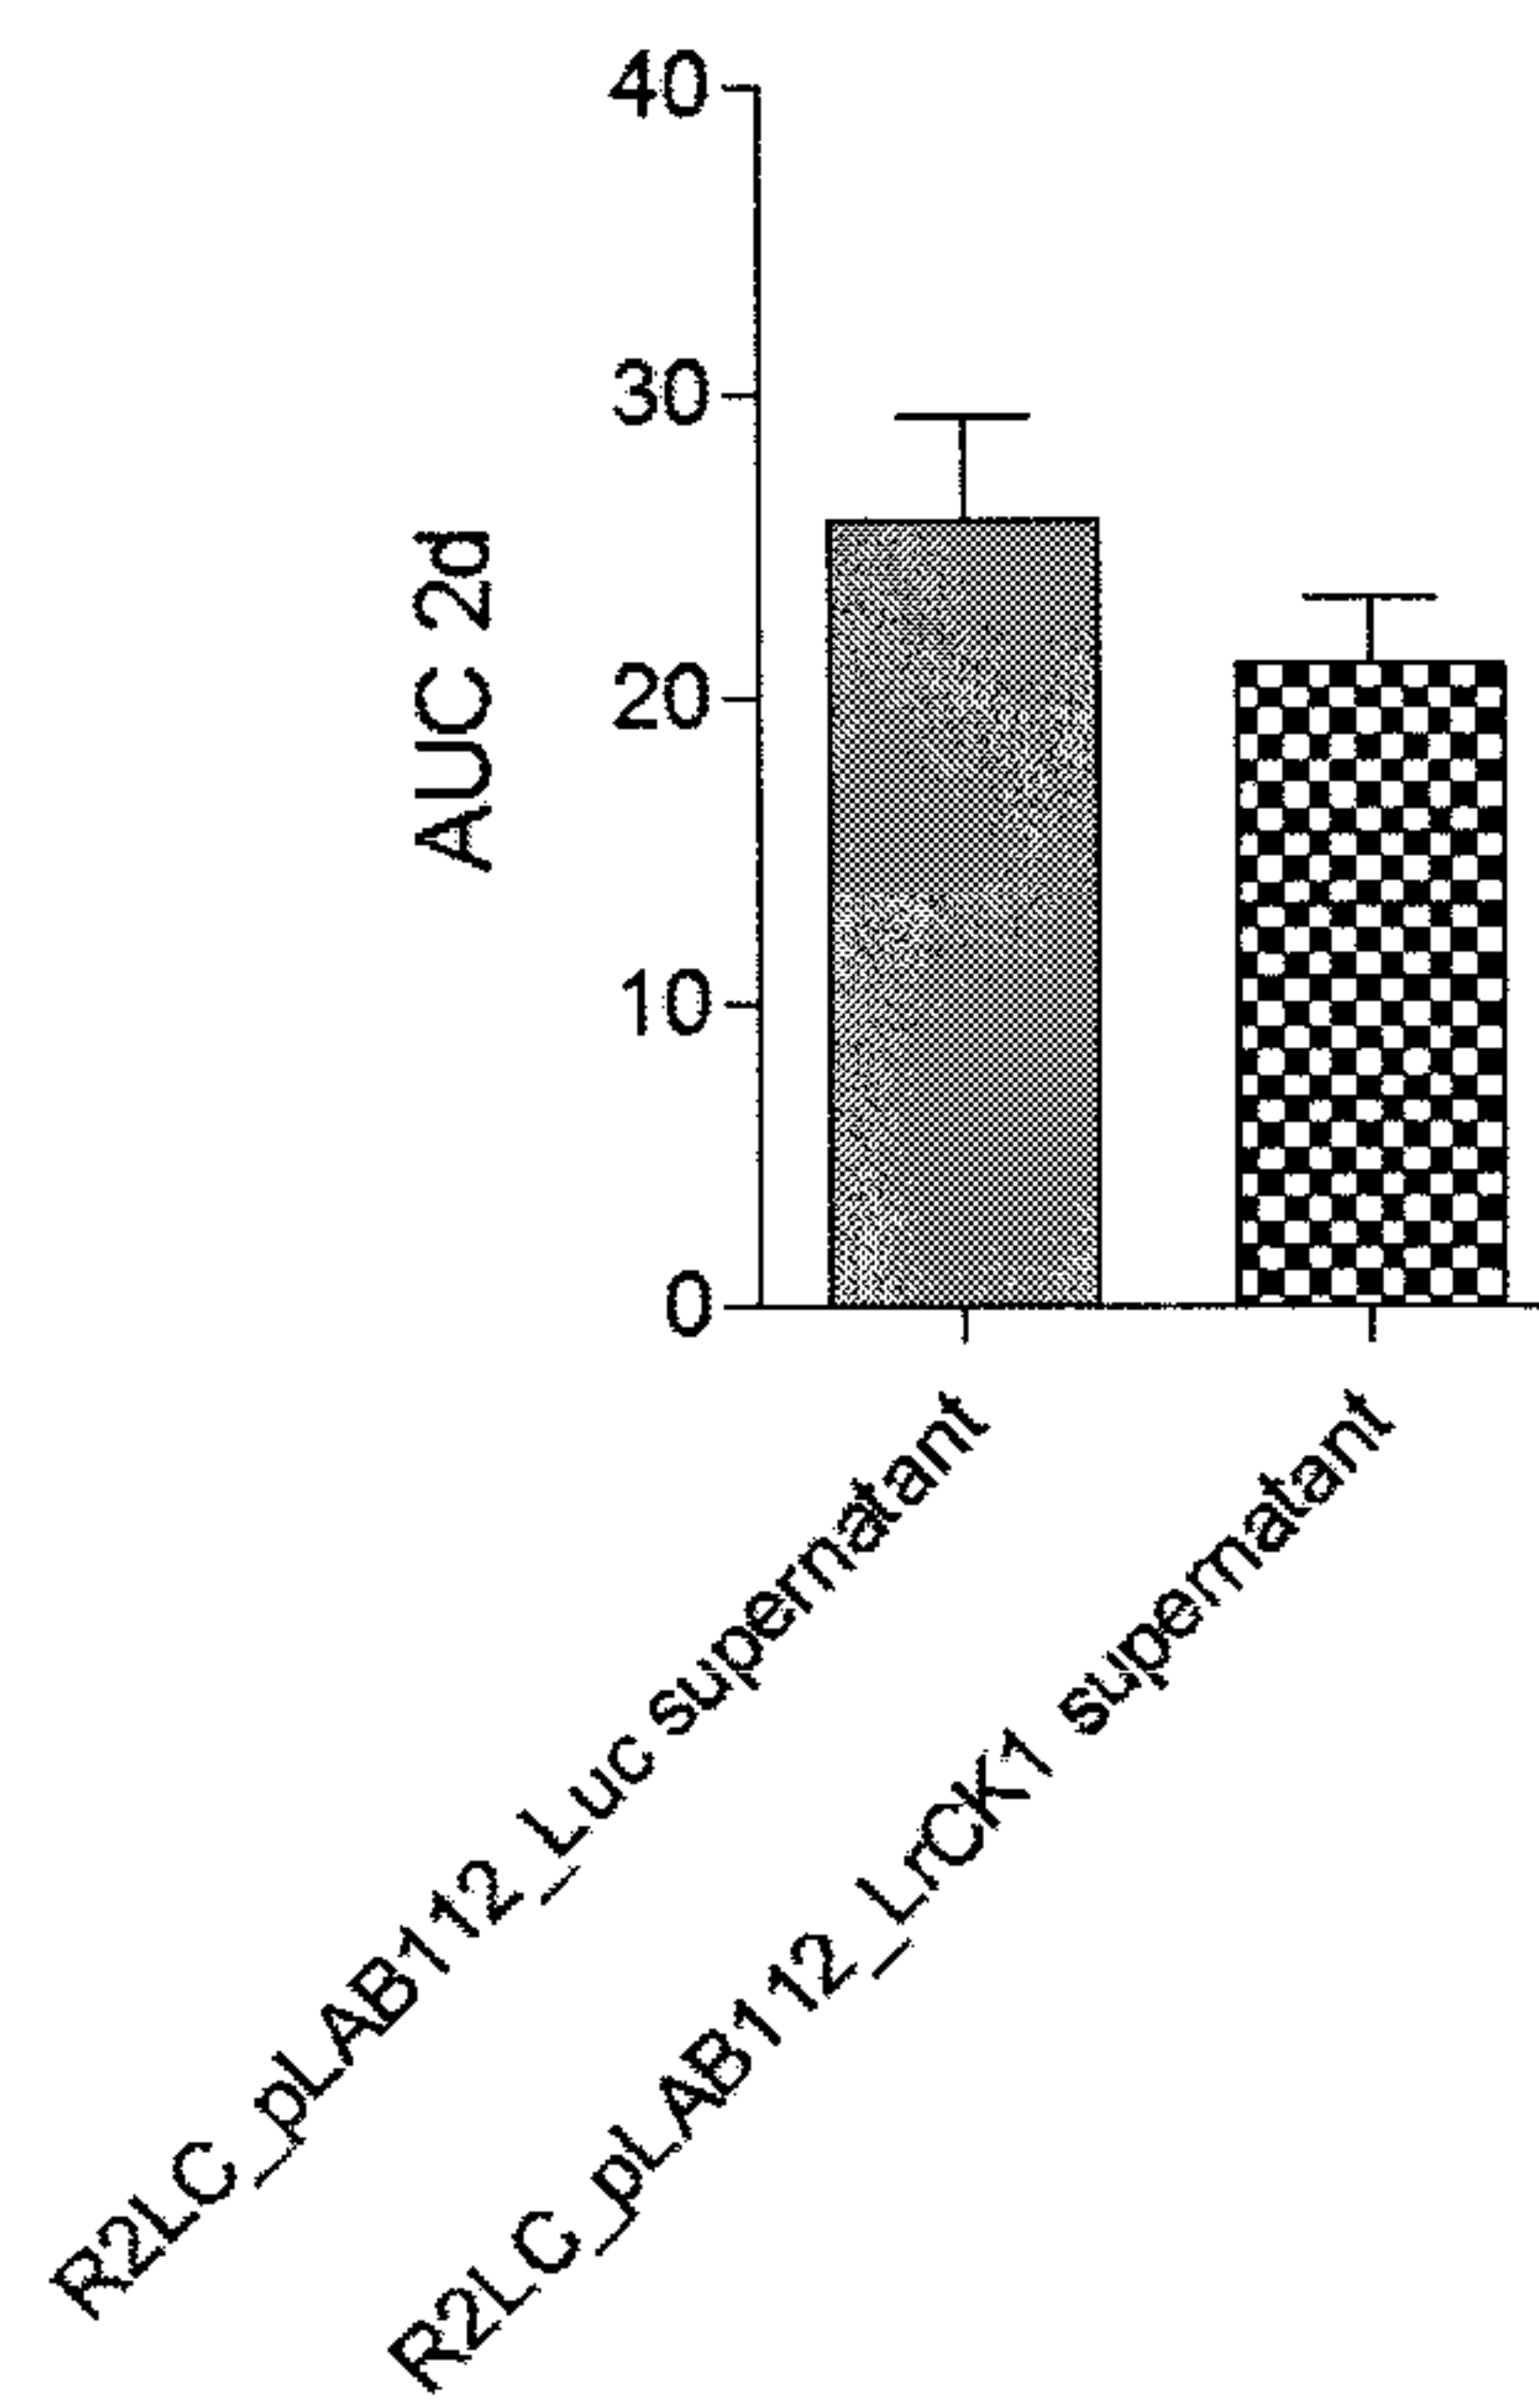 40
30
20
10
0
AUC 2d
R2LC_pLAB112_Luc supernatant
R2LC_pLAB112_LrCK1 supernatant